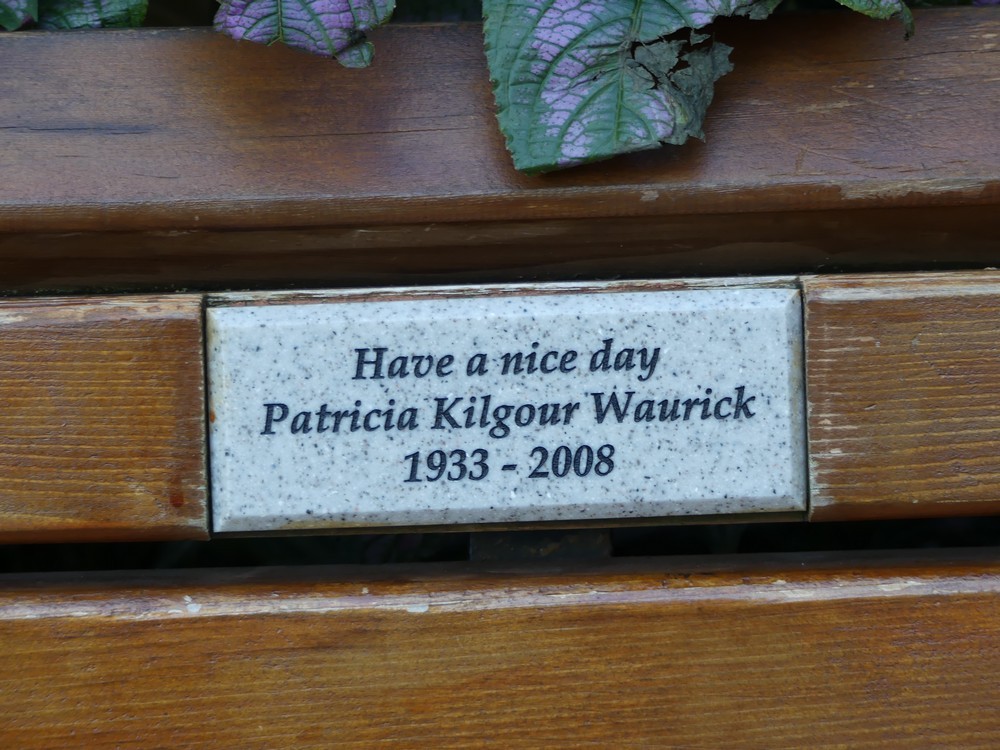 Have a nice day
Patricia Kilgour Waurick
1933 - 2008